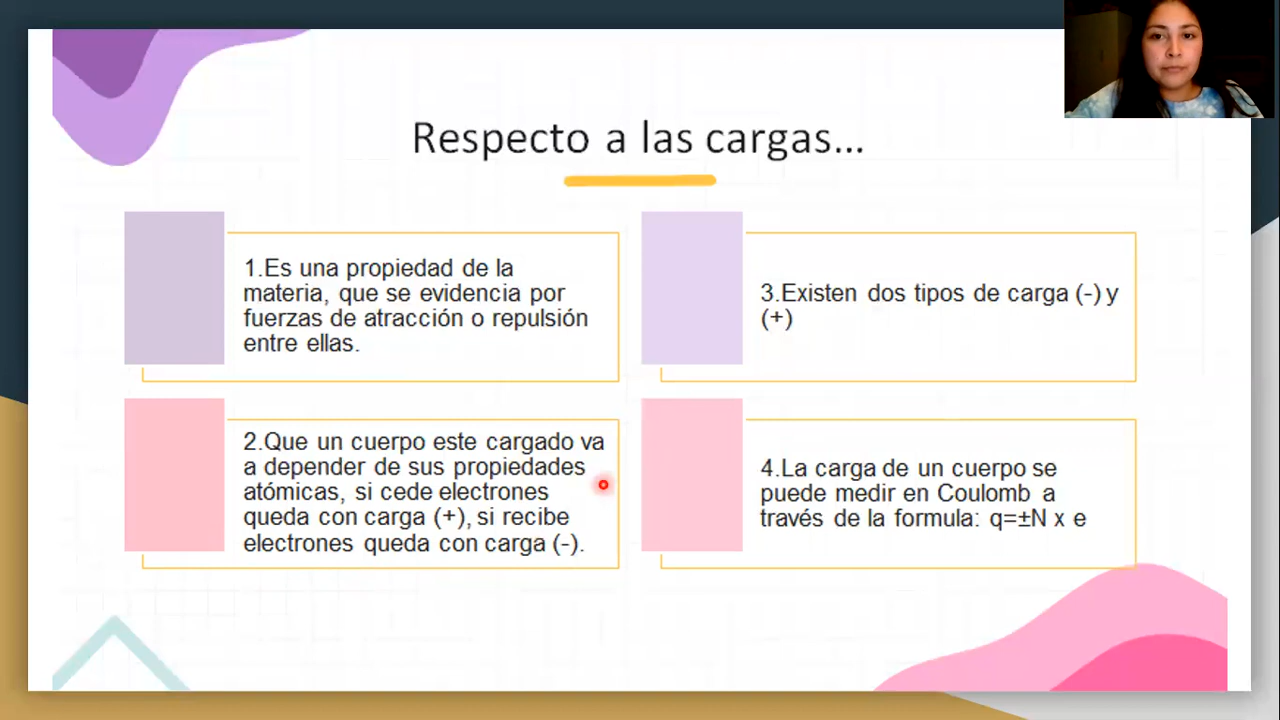 Respecto a las cargas...
1.Es una propiedad de la
materia, que se evidencia por
fuerzas de atracción o repulsión
entre ellas.
2.Que un cuerpo este cargado va
a depender de sus propiedades
atómicas, si cede electrones
queda con carga (+), si recibe
electrones queda con carga (-).
3.Existen dos tipos de carga (-) y
(+)
4.La carga de un cuerpo se
puede medir en Coulomb a
través de la formula: q=±N x e